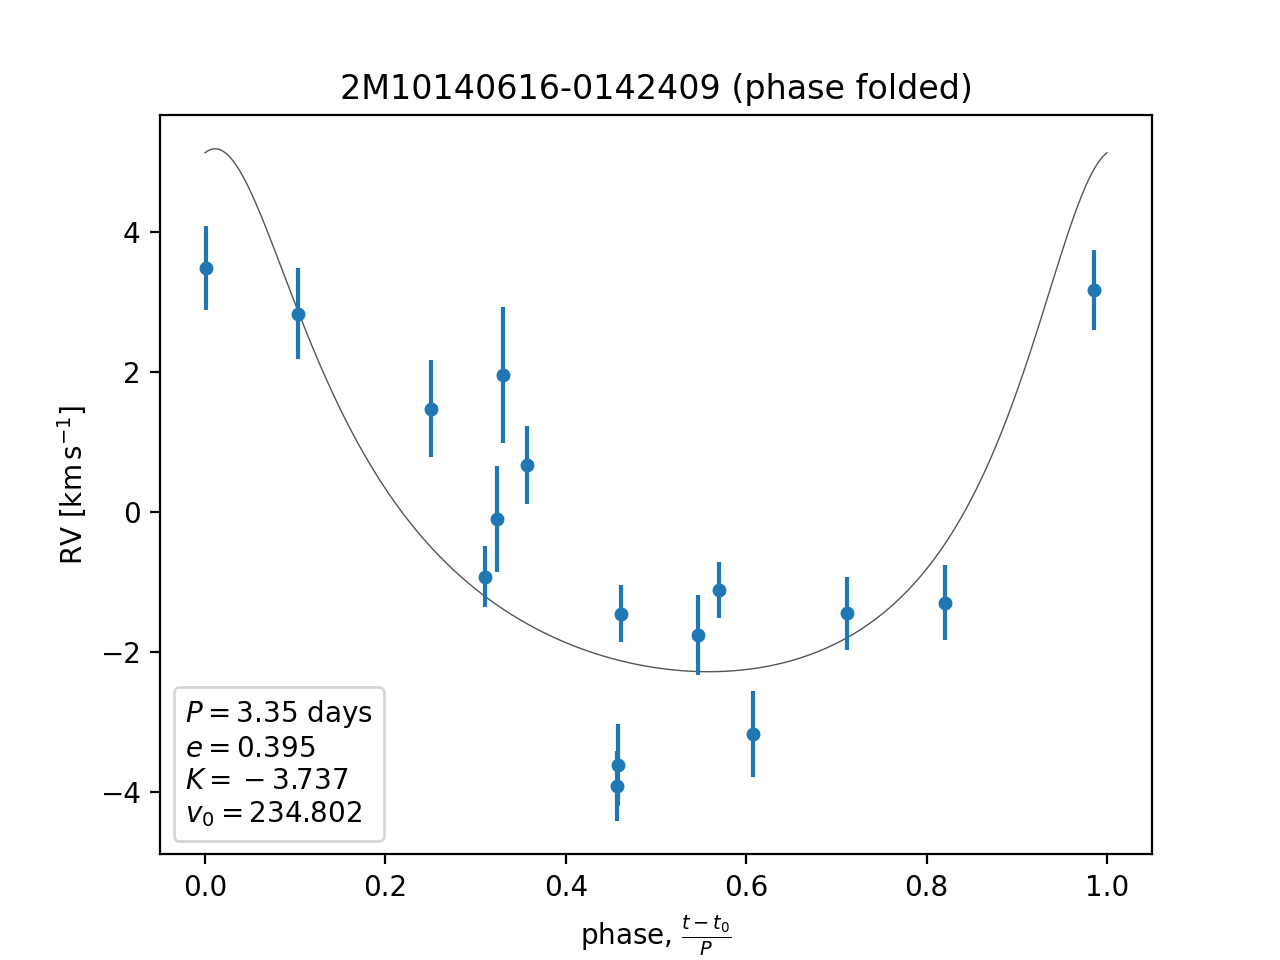 2M10140616-0142409 (phase folded)
RV [km s⁻¹]
4
2
0
−2
−4
P = 3.35 days
e = 0.395
K = −3.737
v₀ = 234.802
0.0 0.2 0.4 0.6 0.8 1.0
phase, (t − t₀)/P